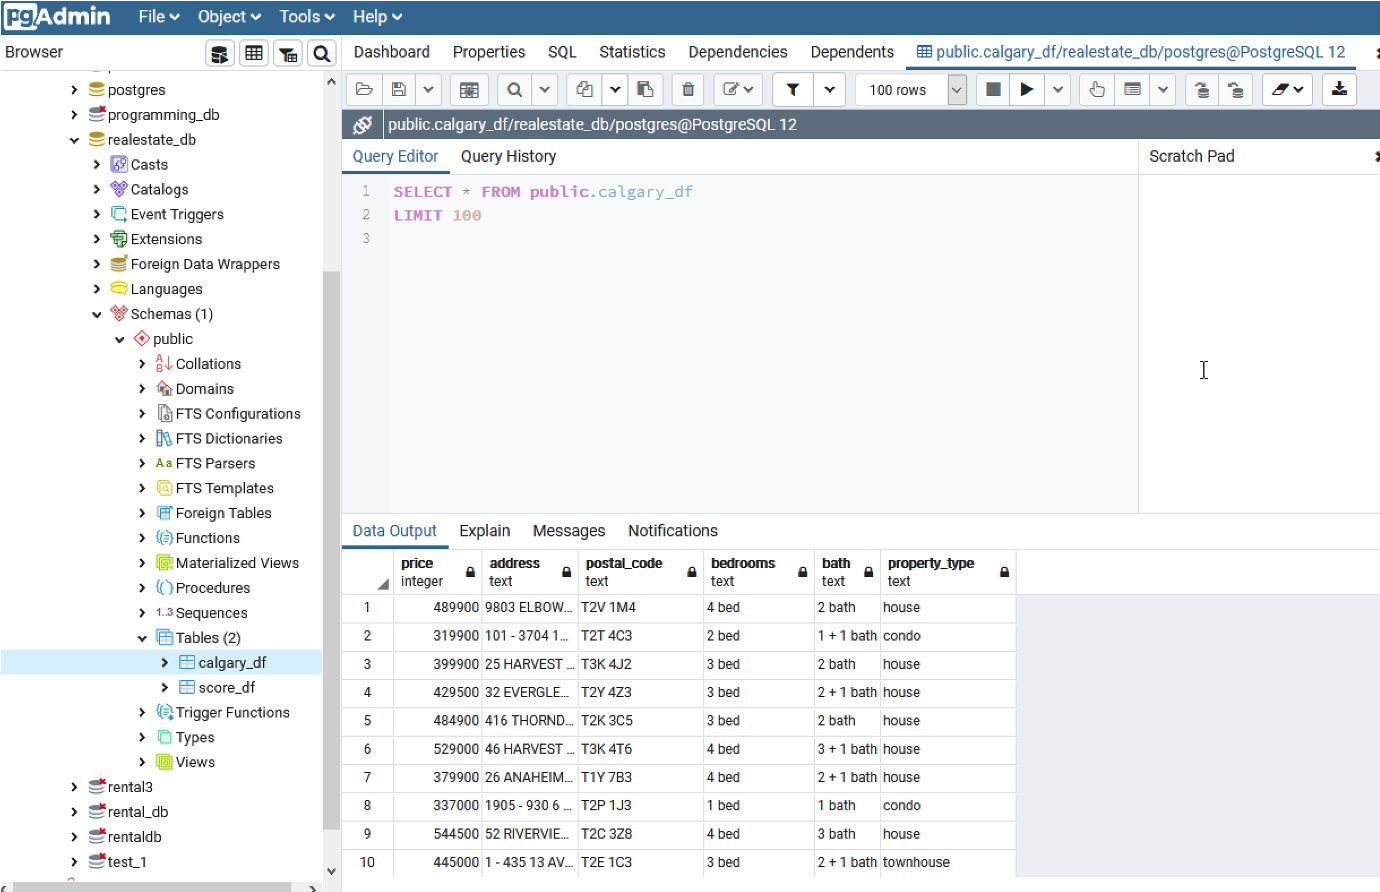 pgAdmin File Object Tools Help
Browser
Dashboard Properties SQL Statistics Dependencies Dependents public.calgary_df/realestate_db/postgres@PostgreSQL 12
postgres
programming_db
realestate_db
Casts
Catalogs
Event Triggers
Extensions
Foreign Data Wrappers
Languages
Schemas (1)
public
Collations
Domains
FTS Configurations
FTS Dictionaries
Aa FTS Parsers
FTS Templates
Foreign Tables
Functions
Materialized Views
Procedures
1..3 Sequences
Tables (2)
calgary_df
score_df
Trigger Functions
Types
Views
rental3
rental_db
rentaldb
test_1
100 rows
public.calgary_df/realestate_db/postgres@PostgreSQL 12
Query Editor Query History
Scratch Pad
1 SELECT * FROM public.calgary_df
2 LIMIT 100
3
Data Output Explain Messages Notifications
price address postal_code bedrooms bath property_type
integer text text text text text
1 489900 9803 ELBOW... T2V 1M4 4 bed 2 bath house
2 319900 101 - 3704 1... T2T 4C3 2 bed 1 + 1 bath condo
3 399900 25 HARVEST ... T3K 4J2 3 bed 2 bath house
4 429500 32 EVERGLE... T2Y 4Z3 3 bed 2 + 1 bath house
5 484900 416 THORND... T2K 3C5 3 bed 2 bath house
6 529000 46 HARVEST ... T3K 4T6 4 bed 3 + 1 bath house
7 379900 26 ANAHEIM... T1Y 7B3 4 bed 2 + 1 bath house
8 337000 1905 - 930 6 ... T2P 1J3 1 bed 1 bath condo
9 544500 52 RIVERVIE... T2C 3Z8 4 bed 3 bath house
10 445000 1 - 435 13 AV... T2E 1C3 3 bed 2 + 1 bath townhouse